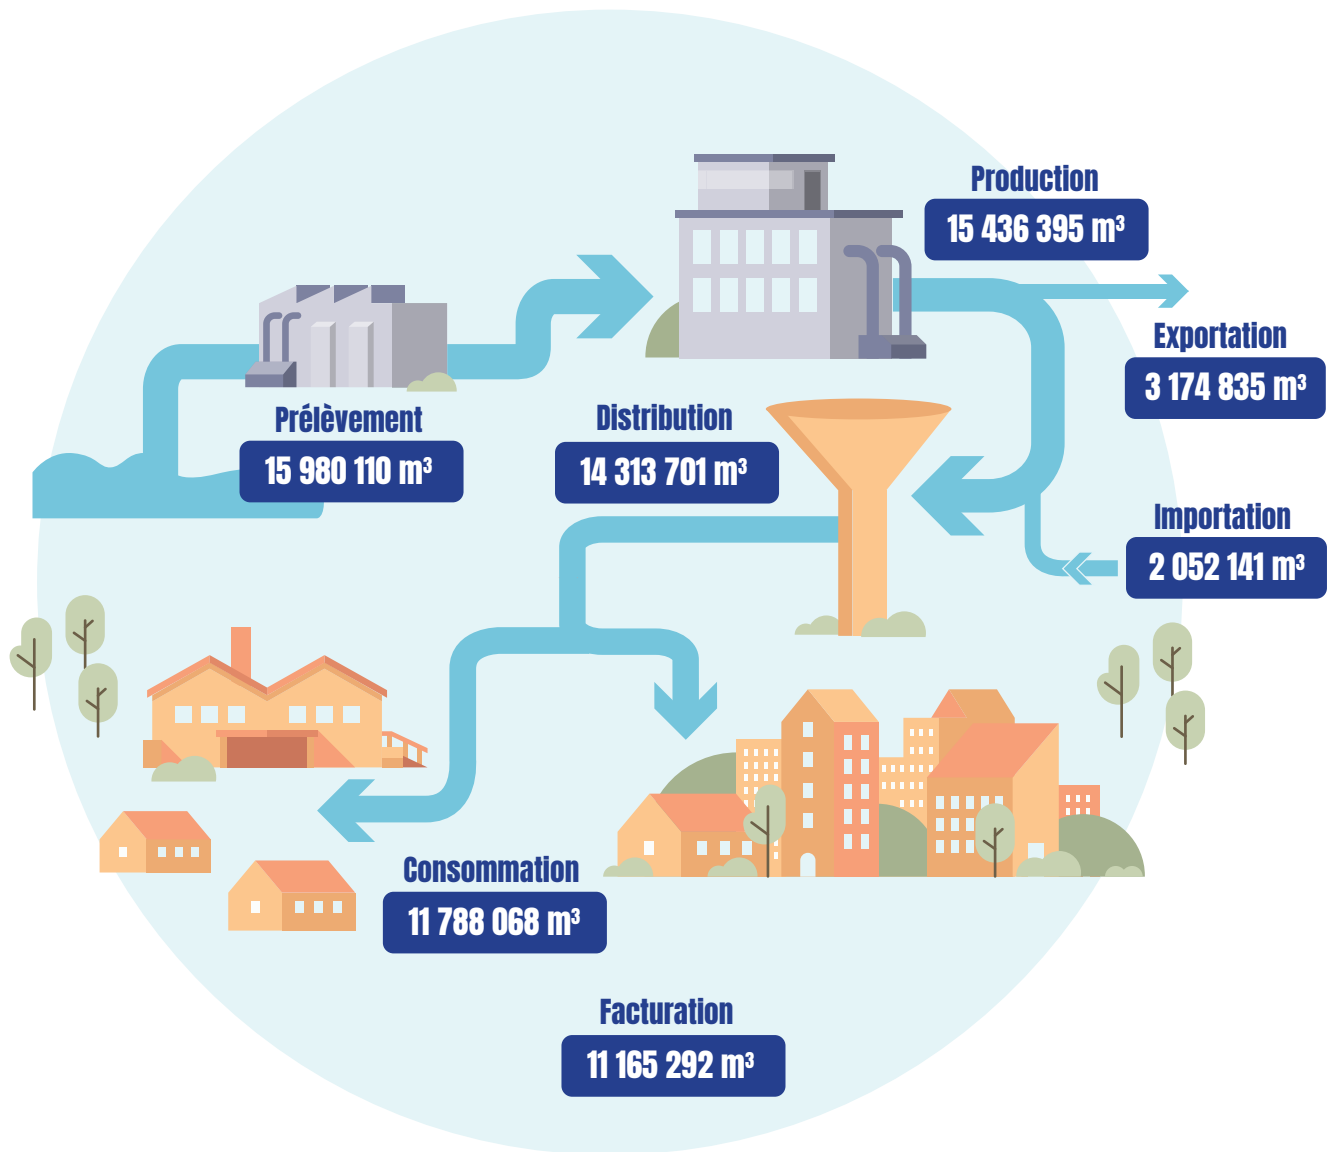 Production
15 436 395 m³
Exportation
3 174 835 m³
Prélèvement
15 980 110 m³
Distribution
14 313 701 m³
Importation
2 052 141 m³
Consommation
11 788 068 m³
Facturation
11 165 292 m³